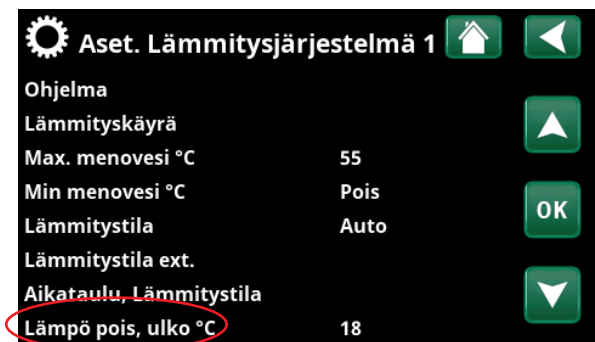 Aset. Lämmitysjärjestelmä 1
Ohjelma
Lämmityskäyrä
Max. menovesi °C 55
Min menovesi °C Pois
Lämmitystila Auto
OK
Lämmitystila ext.
Aikataulu, Lämmitystila
Lämpö pois, ulko °C 18